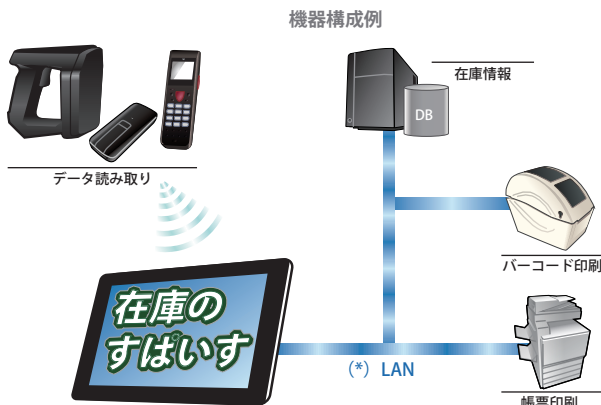 機器構成例
在庫情報
DB
データ読み取り
バーコード印刷
在庫の
すぱいす
(*) LAN
帳票印刷